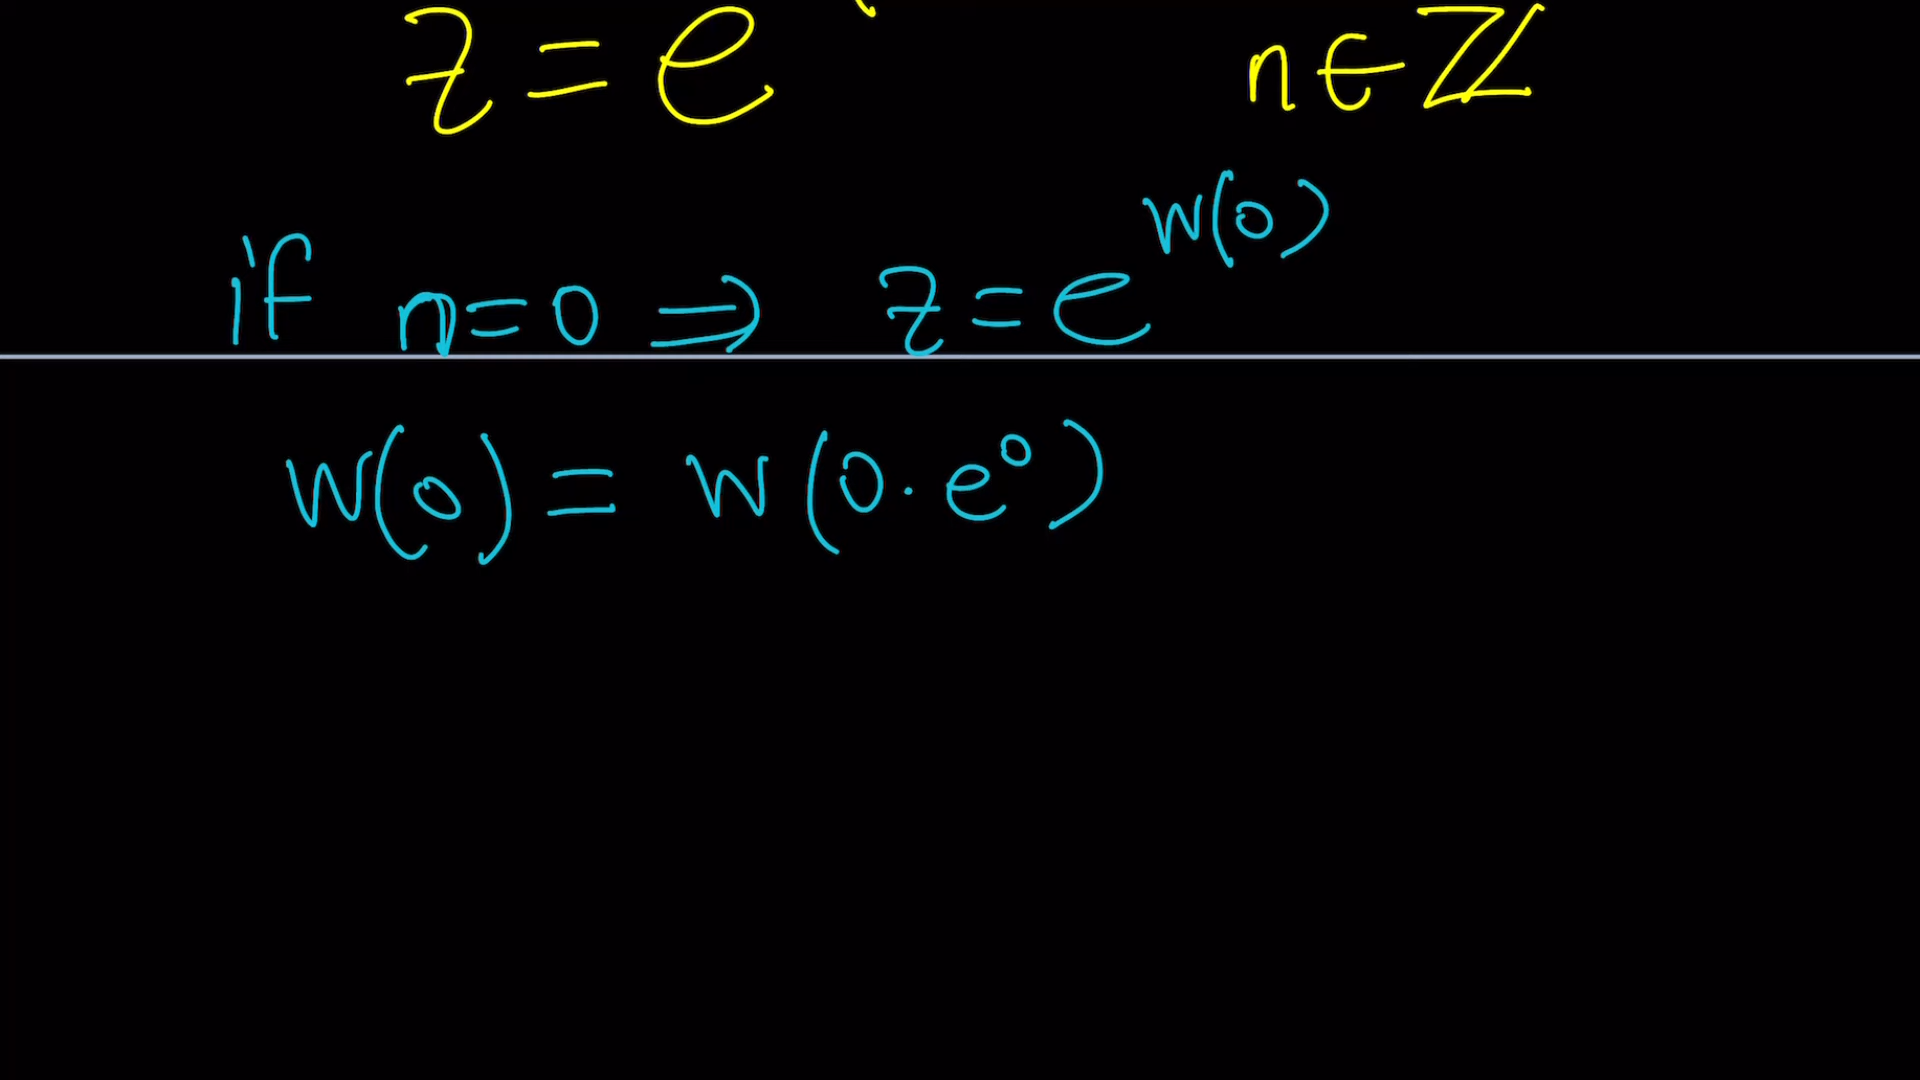 z = e n ∈ ℤ
if n = 0 ⇒ z = e^W(0)
W(0) = W(0 · e^0)